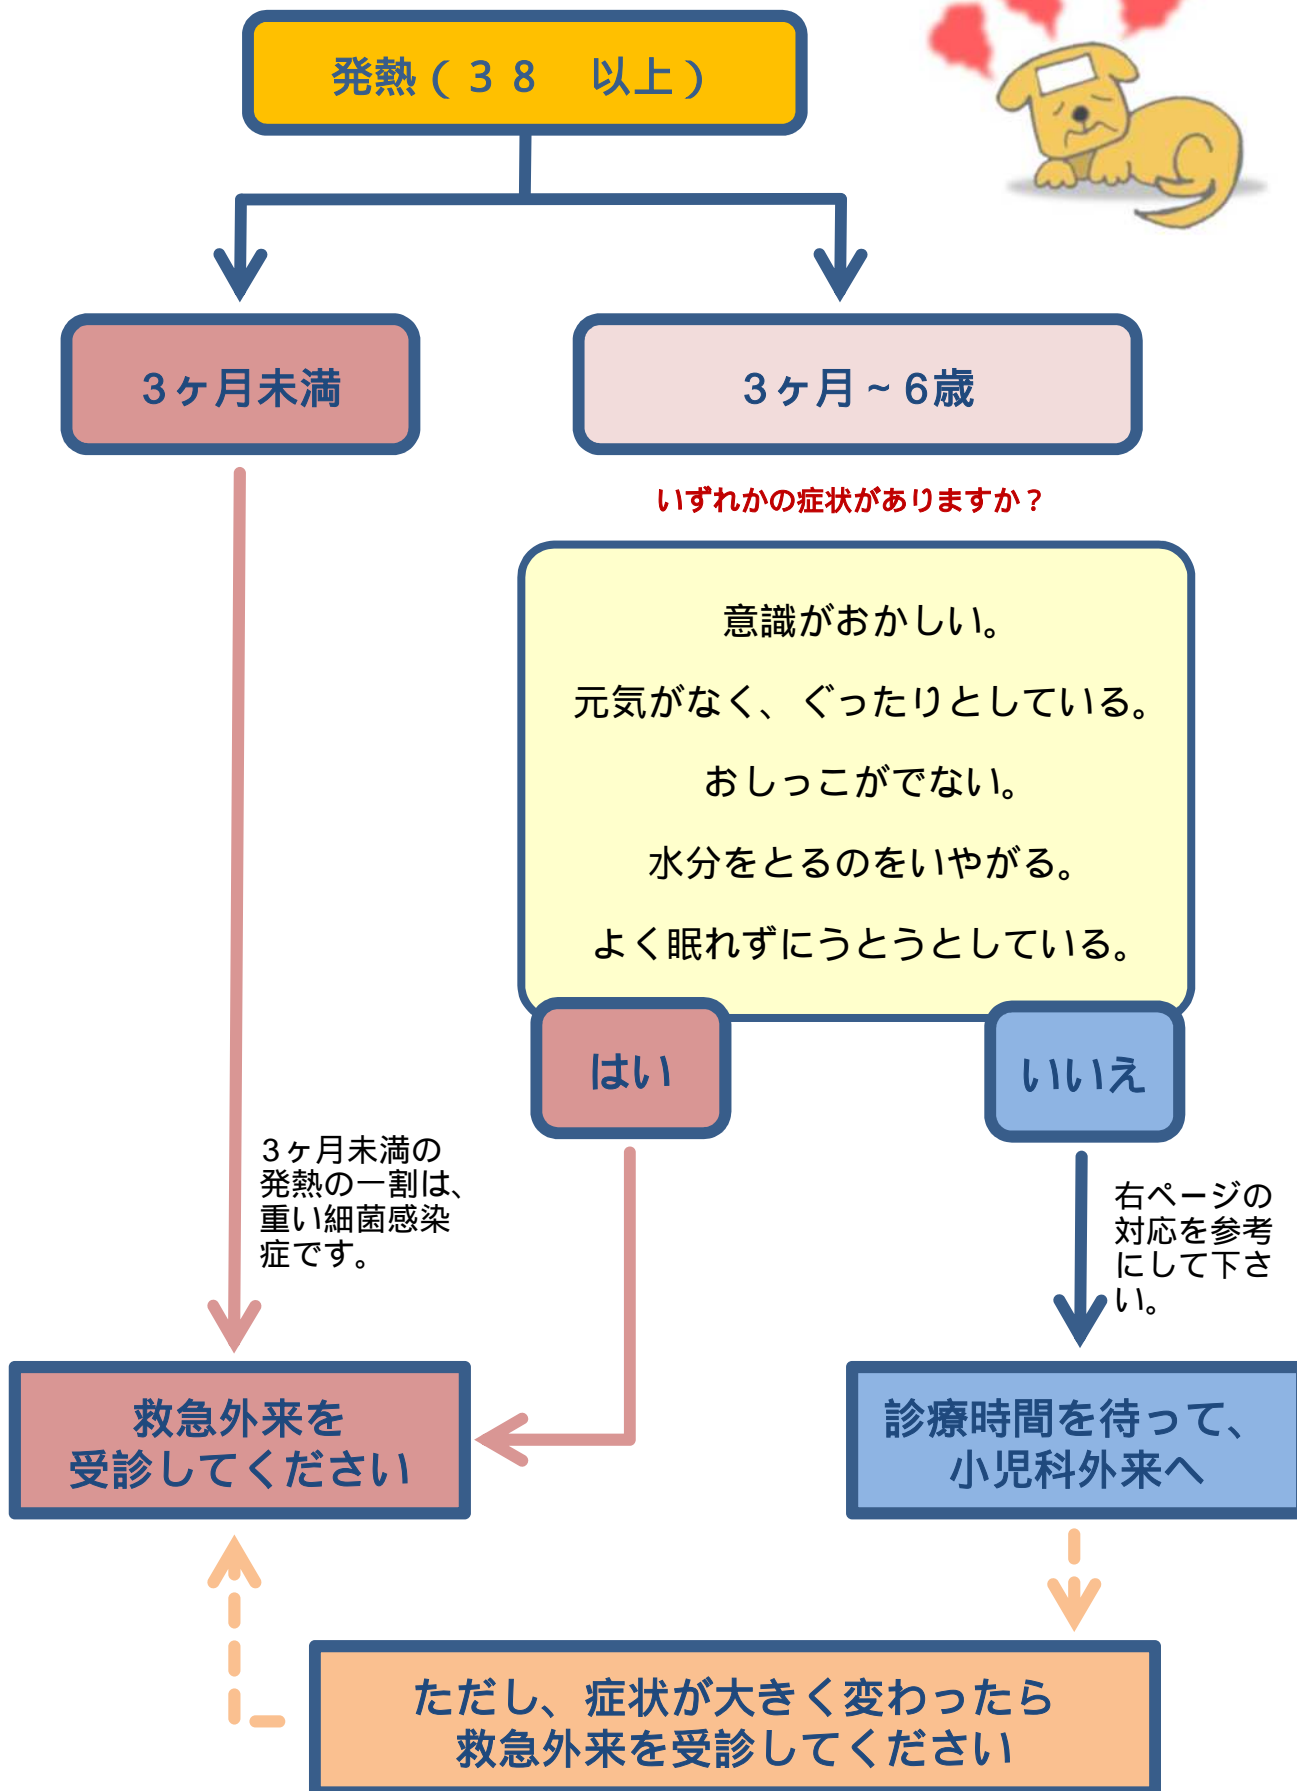 発熱（３８　以上）
3ヶ月未満
3ヶ月～6歳
いずれかの症状がありますか？
意識がおかしい。
元気がなく、ぐったりとしている。
おしっこがでない。
水分をとるのをいやがる。
よく眠れずにうとうとしている。
はい
いいえ
3ヶ月未満の
発熱の一割は、
重い細菌感染
症です。
右ページの
対応を参考
にして下さ
い。
救急外来を
受診してください
診療時間を待って、
小児科外来へ
ただし、症状が大きく変わったら
救急外来を受診してください